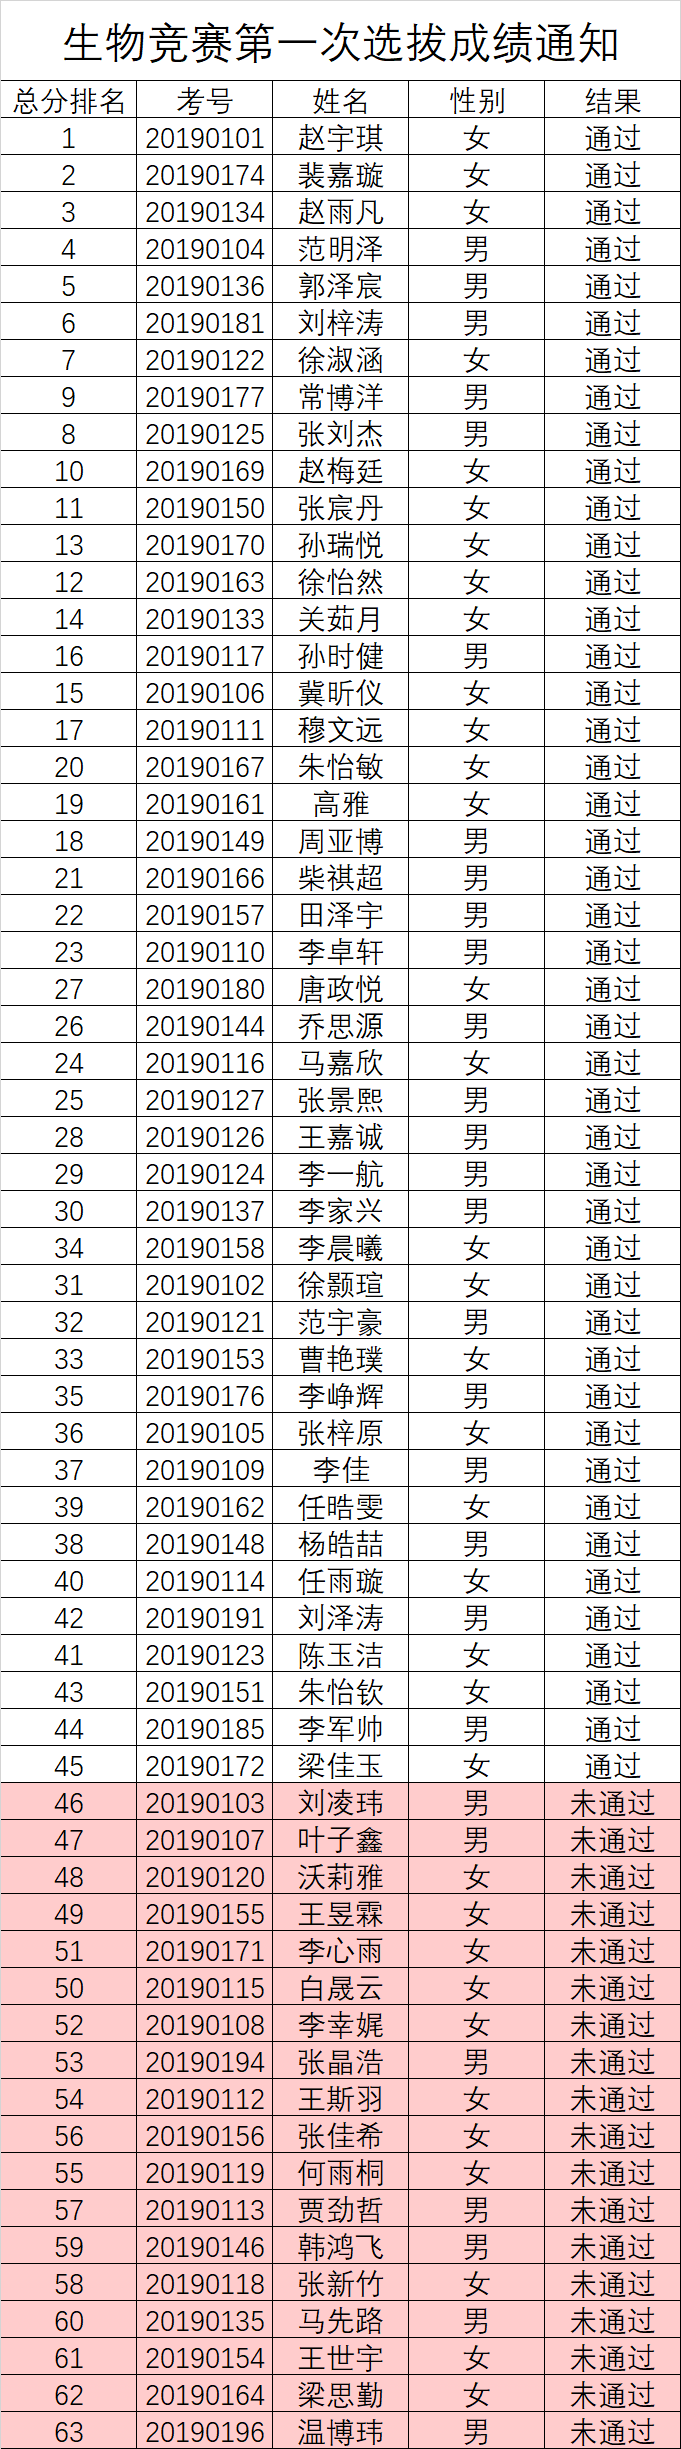 生物竞赛第一次选拔成绩通知
总分排名 考号 姓名 性别 结果
1 20190101 赵宇琪 女 通过
2 20190174 裴嘉璇 女 通过
3 20190134 赵雨凡 女 通过
4 20190104 范明泽 男 通过
5 20190136 郭泽宸 男 通过
6 20190181 刘梓涛 男 通过
7 20190122 徐淑涵 女 通过
9 20190177 常博洋 男 通过
8 20190125 张刘杰 男 通过
10 20190169 赵梅廷 女 通过
11 20190150 张宸丹 女 通过
13 20190170 孙瑞悦 女 通过
12 20190163 徐怡然 女 通过
14 20190133 关茹月 女 通过
16 20190117 孙时健 男 通过
15 20190106 冀昕仪 女 通过
17 20190111 穆文远 女 通过
20 20190167 朱怡敏 女 通过
19 20190161 高雅 女 通过
18 20190149 周亚博 男 通过
21 20190166 柴祺超 男 通过
22 20190157 田泽宇 男 通过
23 20190110 李卓轩 男 通过
27 20190180 唐政悦 女 通过
26 20190144 乔思源 男 通过
24 20190116 马嘉欣 女 通过
25 20190127 张景熙 男 通过
28 20190126 王嘉诚 男 通过
29 20190124 李一航 男 通过
30 20190137 李家兴 男 通过
34 20190158 李晨曦 女 通过
31 20190102 徐颢瑄 女 通过
32 20190121 范宇豪 男 通过
33 20190153 曹艳璞 女 通过
35 20190176 李峥辉 男 通过
36 20190105 张梓原 女 通过
37 20190109 李佳 男 通过
39 20190162 任晧雯 女 通过
38 20190148 杨皓喆 男 通过
40 20190114 任雨璇 女 通过
42 20190191 刘泽涛 男 通过
41 20190123 陈玉洁 女 通过
43 20190151 朱怡钦 女 通过
44 20190185 李军帅 男 通过
45 20190172 梁佳玉 女 通过
46 20190103 刘凌玮 男 未通过
47 20190107 叶子鑫 男 未通过
48 20190120 沃莉雅 女 未通过
49 20190155 王昱霖 女 未通过
51 20190171 李心雨 女 未通过
50 20190115 白晟云 女 未通过
52 20190108 李幸娓 女 未通过
53 20190194 张晶浩 男 未通过
54 20190112 王斯羽 女 未通过
56 20190156 张佳希 女 未通过
55 20190119 何雨桐 女 未通过
57 20190113 贾劲哲 男 未通过
59 20190146 韩鸿飞 男 未通过
58 20190118 张新竹 女 未通过
60 20190135 马先路 男 未通过
61 20190154 王世宇 女 未通过
62 20190164 梁思勤 女 未通过
63 20190196 温博玮 男 未通过